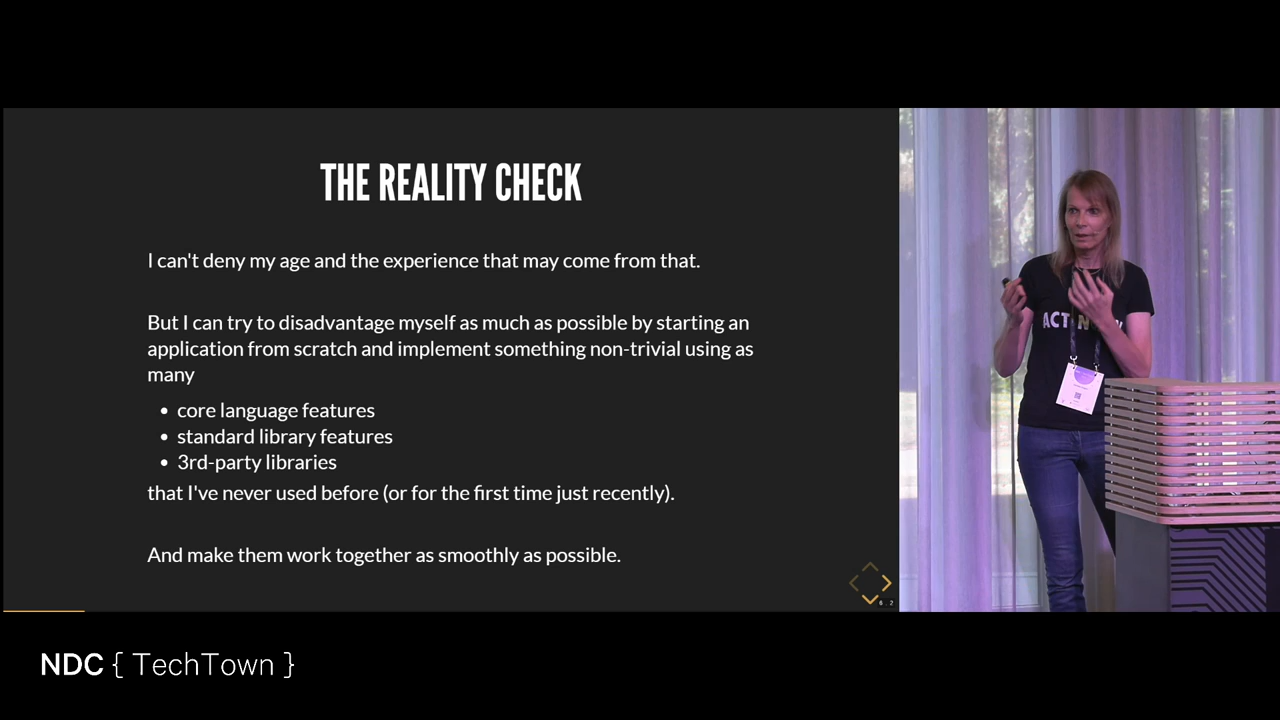 THE REALITY CHECK
I can't deny my age and the experience that may come from that.
But I can try to disadvantage myself as much as possible by starting an
application from scratch and implement something non-trivial using as
many
• core language features
• standard library features
• 3rd-party libraries
that I've never used before (or for the first time just recently).
And make them work together as smoothly as possible.
6.2
NDC { TechTown }